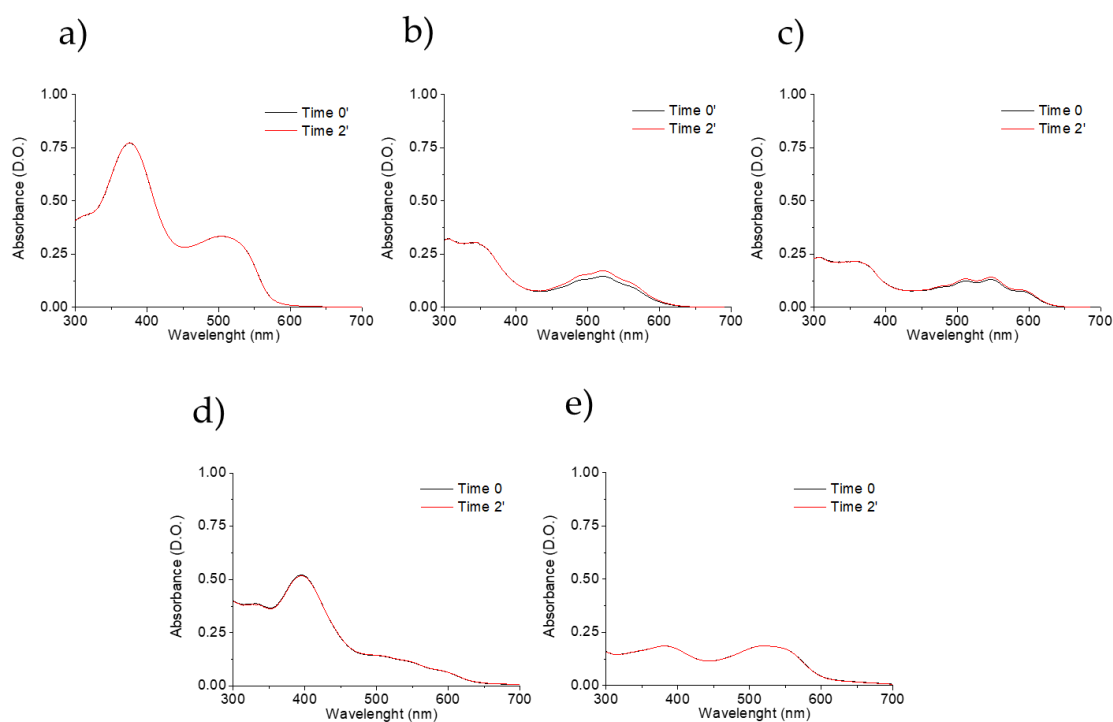 a)
b)
c)
1.00
0.75
0.50
0.25
0.00
Absorbance (D.O.)
300 400 500 600 700
Wavelenght (nm)
Time 0'
Time 2'
1.00
0.75
0.50
0.25
0.00
Absorbance (D.O.)
300 400 500 600 700
Wavelenght (nm)
Time 0'
Time 2'
1.00
0.75
0.50
0.25
0.00
Absorbance (D.O.)
300 400 500 600 700
Wavelenght (nm)
Time 0
Time 2'
d)
e)
1.00
0.75
0.50
0.25
0.00
Absorbance (D.O.)
300 400 500 600 700
Wavelenght (nm)
Time 0
Time 2'
1.00
0.75
0.50
0.25
0.00
Absorbance (D.O.)
300 400 500 600 700
Wavelenght (nm)
Time 0
Time 2'